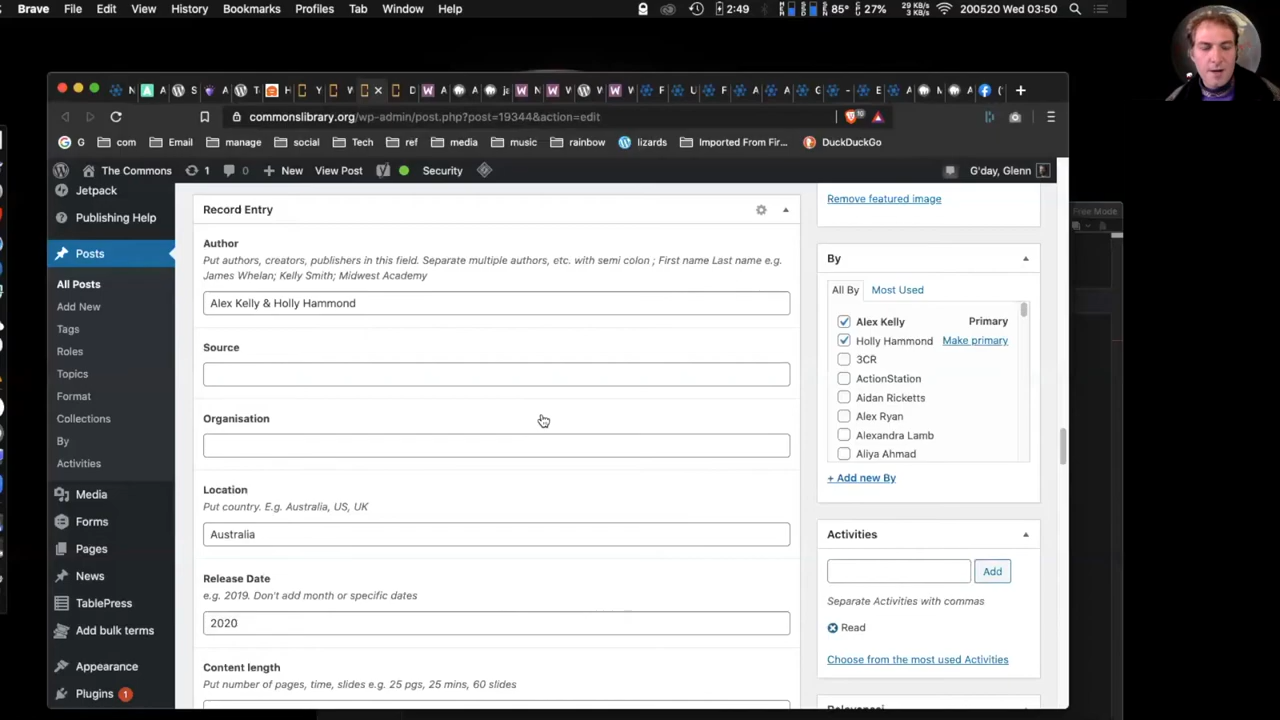 Brave File Edit View History Bookmarks Profiles Tab Window Help
2:49 85° 27% 29 KB 3 KB/s 200520 Wed 03:50
commonslibrary.org/wp-admin/post.php?post=19344&action=edit
G com Email manage social Tech ref media music rainbow lizards Imported From Fir... DuckDuckGo
The Commons 1 0 New View Post Security G'day, Glenn
Jetpack
Publishing Help
Posts
All Posts
Add New
Tags
Roles
Topics
Format
Collections
By
Activities
Media
Forms
Pages
News
TablePress
Add bulk terms
Appearance
Plugins 1
Record Entry
Author
Put authors, creators, publishers in this field. Separate multiple authors, etc. with semi colon ; First name Last name e.g.
James Whelan; Kelly Smith; Midwest Academy
Alex Kelly & Holly Hammond
Source
Organisation
Location
Put country. E.g. Australia, US, UK
Australia
Release Date
e.g. 2019. Don't add month or specific dates
2020
Content length
Put number of pages, time, slides e.g. 25 pgs, 25 mins, 60 slides
Remove featured image
By
All By Most Used
Alex Kelly Primary
Holly Hammond Make primary
3CR
ActionStation
Aidan Ricketts
Alex Ryan
Alexandra Lamb
Aliya Ahmad
+ Add new By
Activities
Add
Separate Activities with commas
Read
Choose from the most used Activities
Free Mode